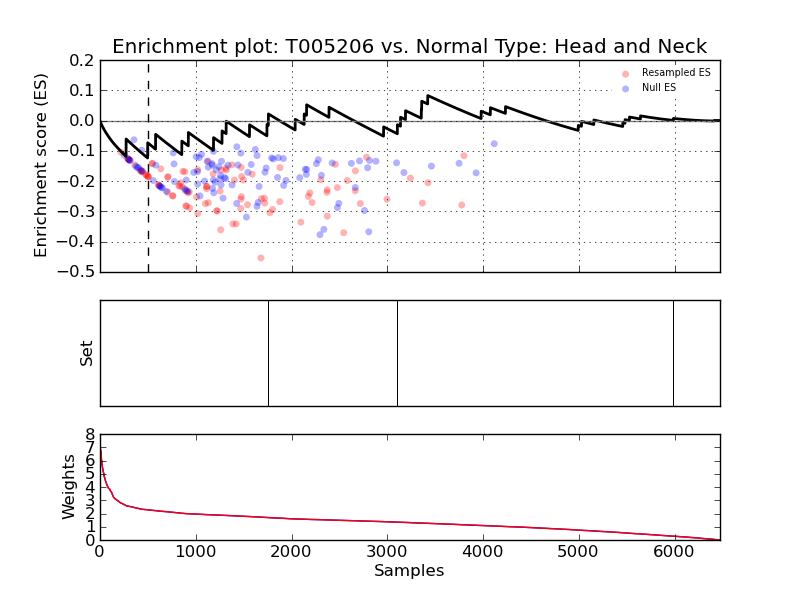 Enrichment plot: T005206 vs. Normal Type: Head and Neck
Enrichment score (ES)
0.2
0.1
0.0
−0.1
−0.2
−0.3
−0.4
−0.5
Resampled ES
Null ES
Set
Weights
8
7
6
5
4
3
2
1
0
0 1000 2000 3000 4000 5000 6000
Samples